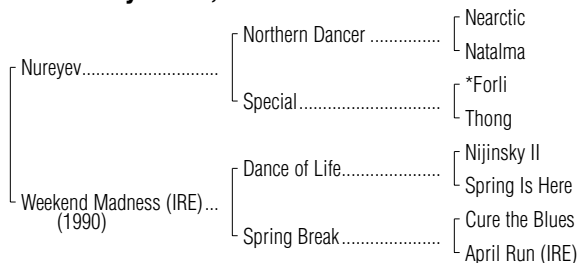 Nearctic
Northern Dancer ...............
Natalma
Nureyev.............................
*Forli
Special..............................
Thong
Nijinsky II
Dance of Life.....................
Spring Is Here
Weekend Madness (IRE)...
(1990)
Cure the Blues
Spring Break.....................
April Run (IRE)